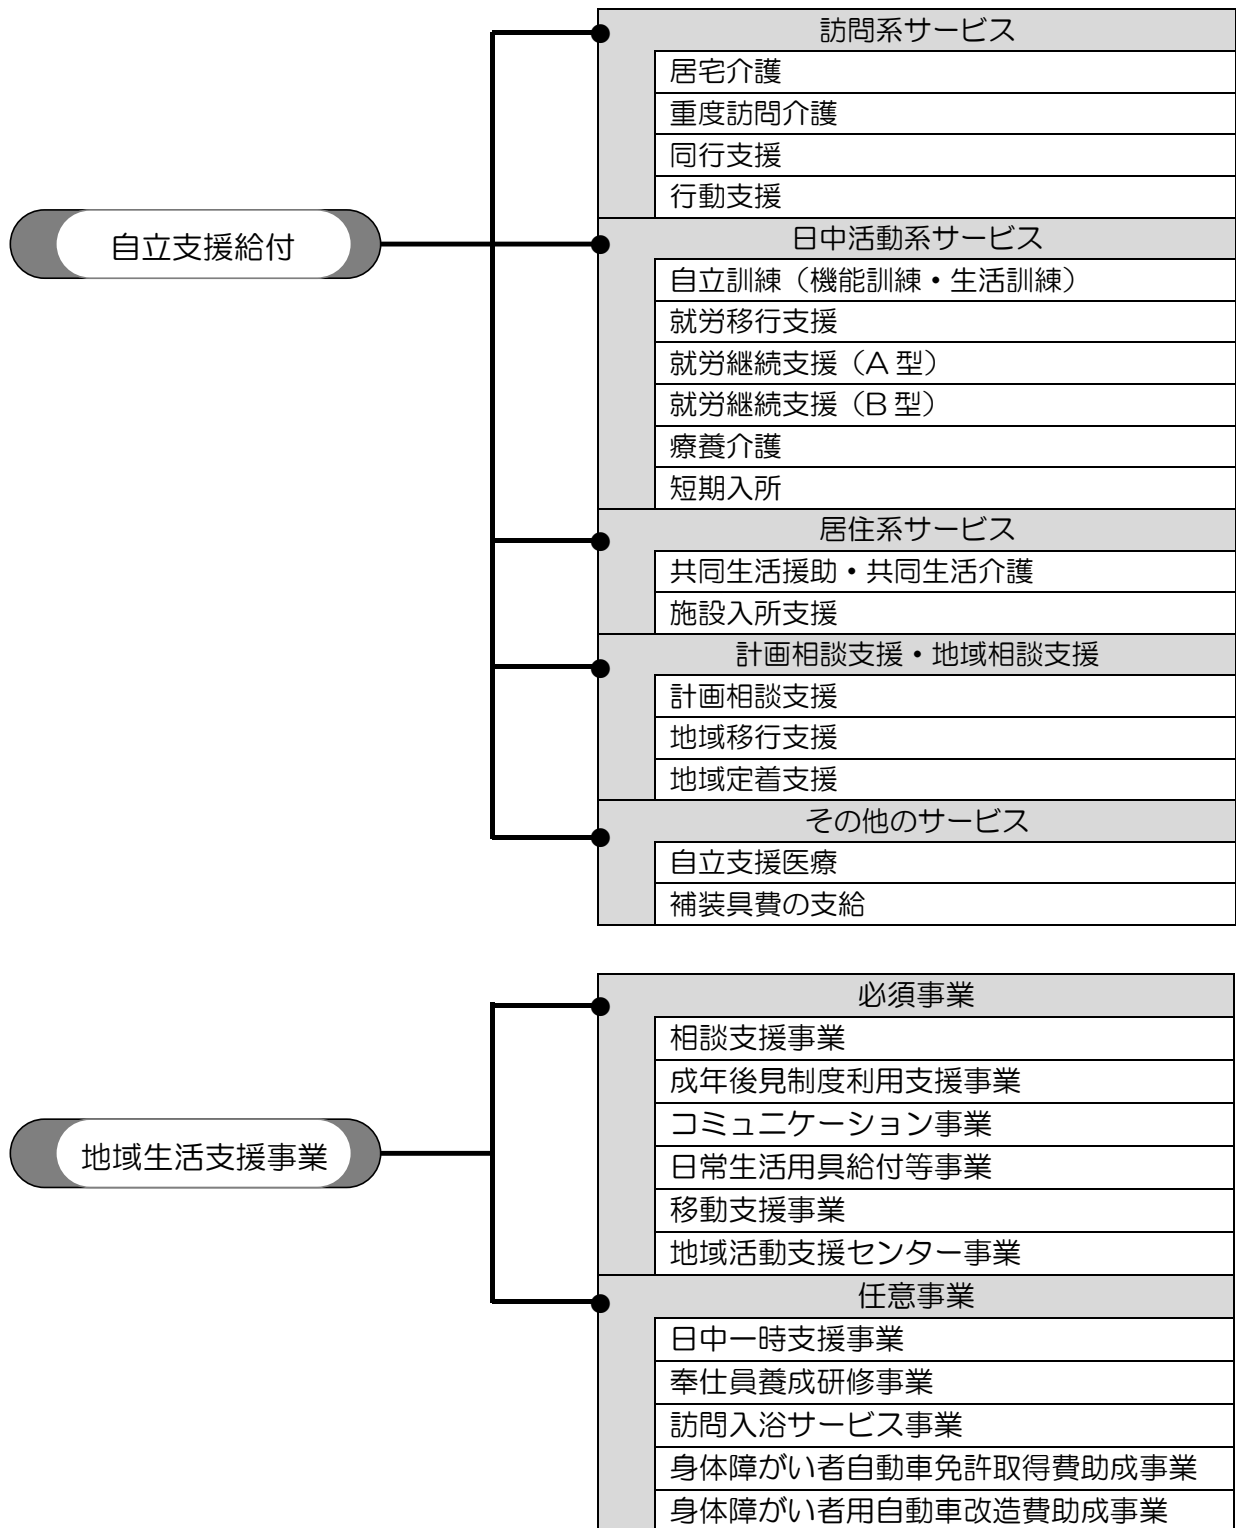 訪問系サービス
居宅介護
重度訪問介護
同行支援
行動支援
自立支援給付
日中活動系サービス
自立訓練（機能訓練・生活訓練）
就労移行支援
就労継続支援（A 型）
就労継続支援（B 型）
療養介護
短期入所
居住系サービス
共同生活援助・共同生活介護
施設入所支援
計画相談支援・地域相談支援
計画相談支援
地域移行支援
地域定着支援
その他のサービス
自立支援医療
補装具費の支給
必須事業
相談支援事業
成年後見制度利用支援事業
コミュニケーション事業
日常生活用具給付等事業
移動支援事業
地域活動支援センター事業
地域生活支援事業
任意事業
日中一時支援事業
奉仕員養成研修事業
訪問入浴サービス事業
身体障がい者自動車免許取得費助成事業
身体障がい者用自動車改造費助成事業